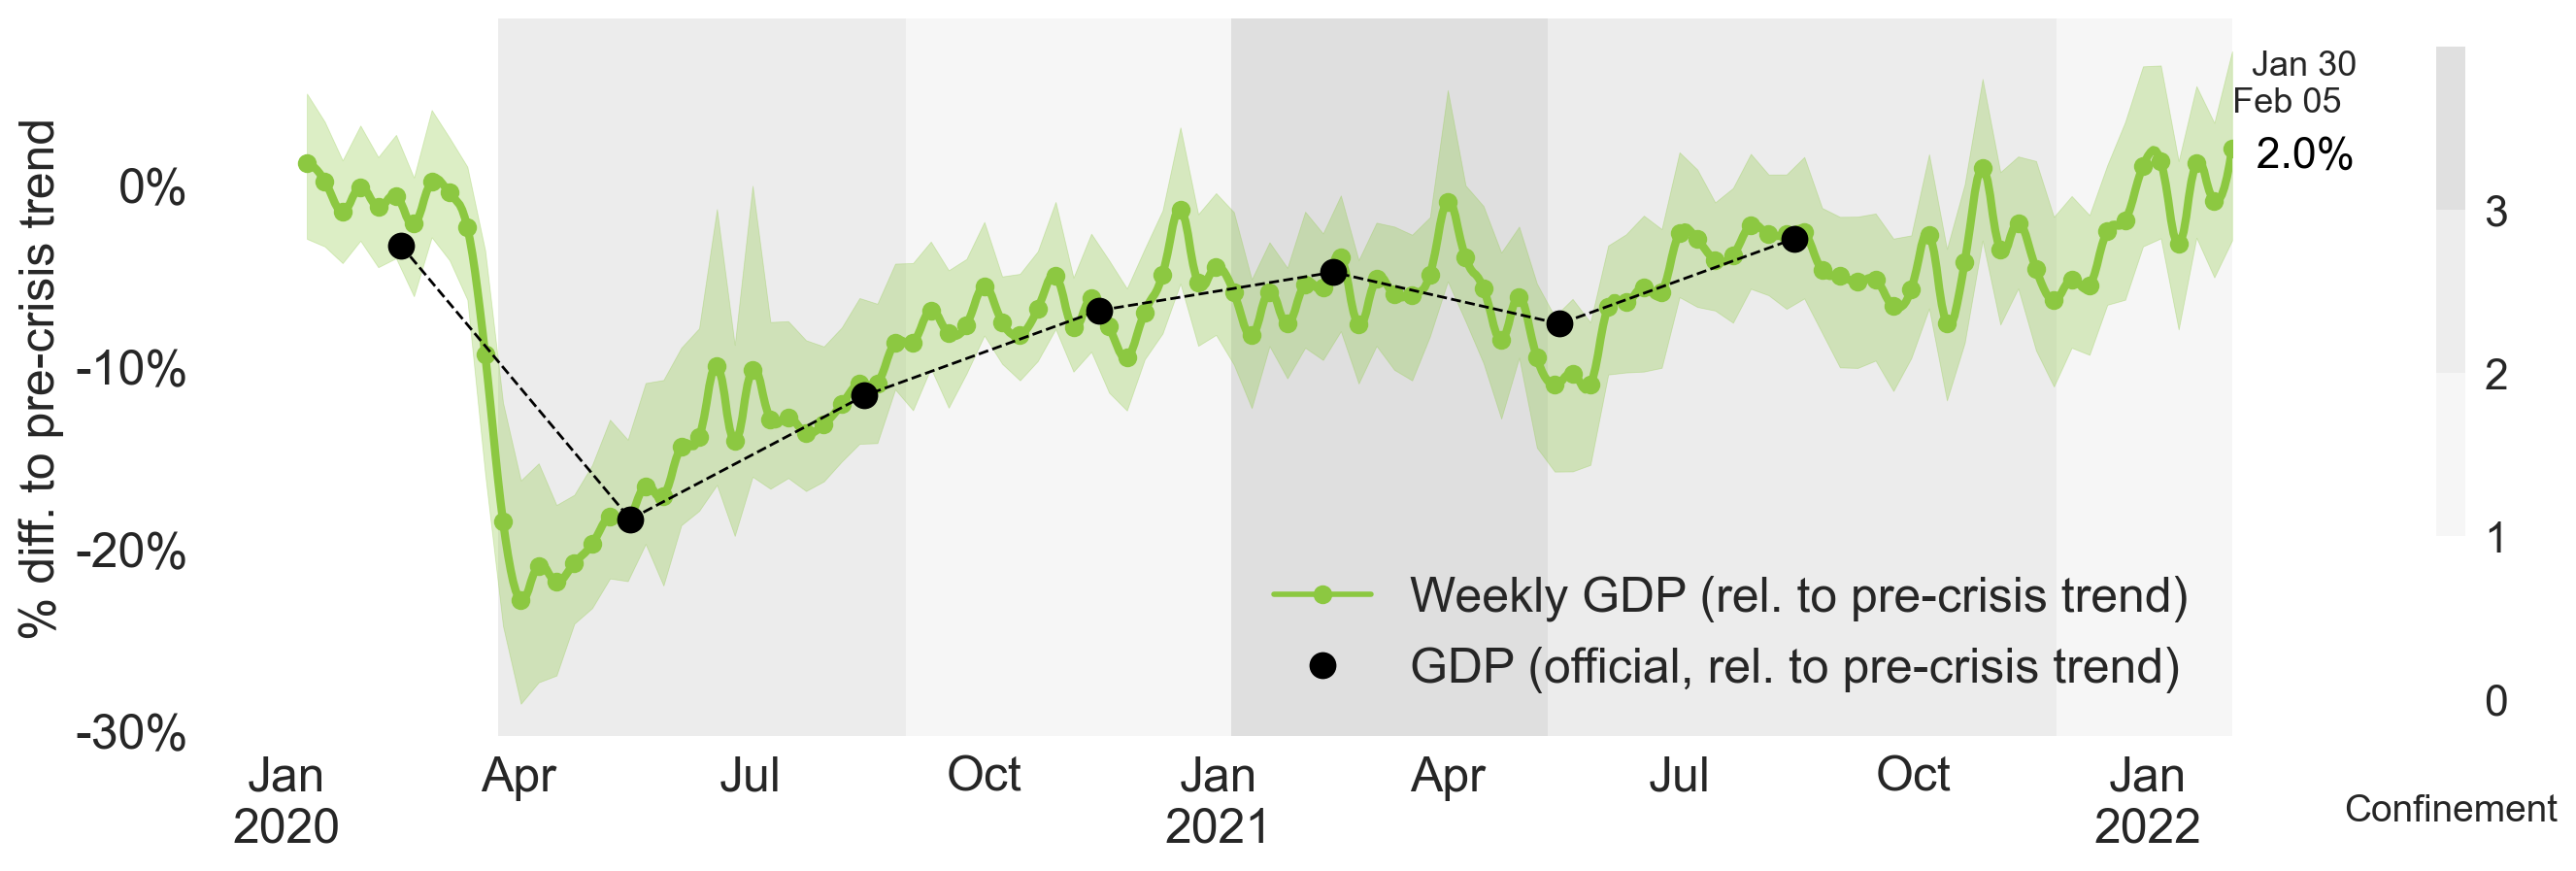 % diff. to pre-crisis trend
0%
-10%
-20%
-30%
Jan
2020
Apr
Jul
Oct
Jan
2021
Apr
Jul
Oct
Jan
2022
Weekly GDP (rel. to pre-crisis trend)
GDP (official, rel. to pre-crisis trend)
Jan 30
Feb 05
2.0%
3
2
1
0
Confinement